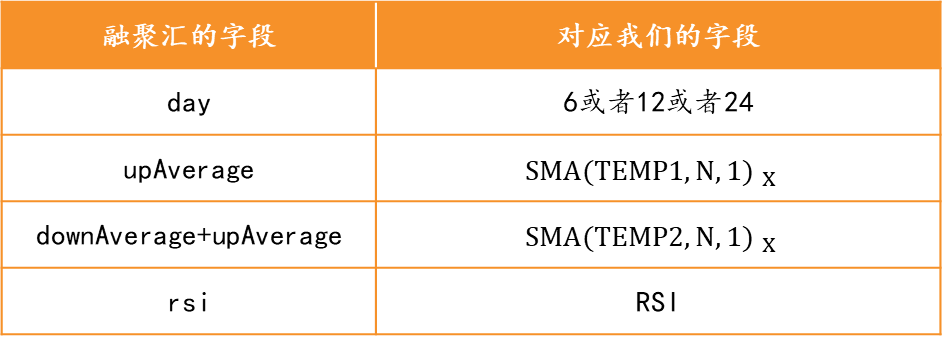 融聚汇的字段 对应我们的字段
day 6或者12或者24
upAverage SMA(TEMP1, N, 1) X
downAverage+upAverage SMA(TEMP2, N, 1) X
rsi RSI